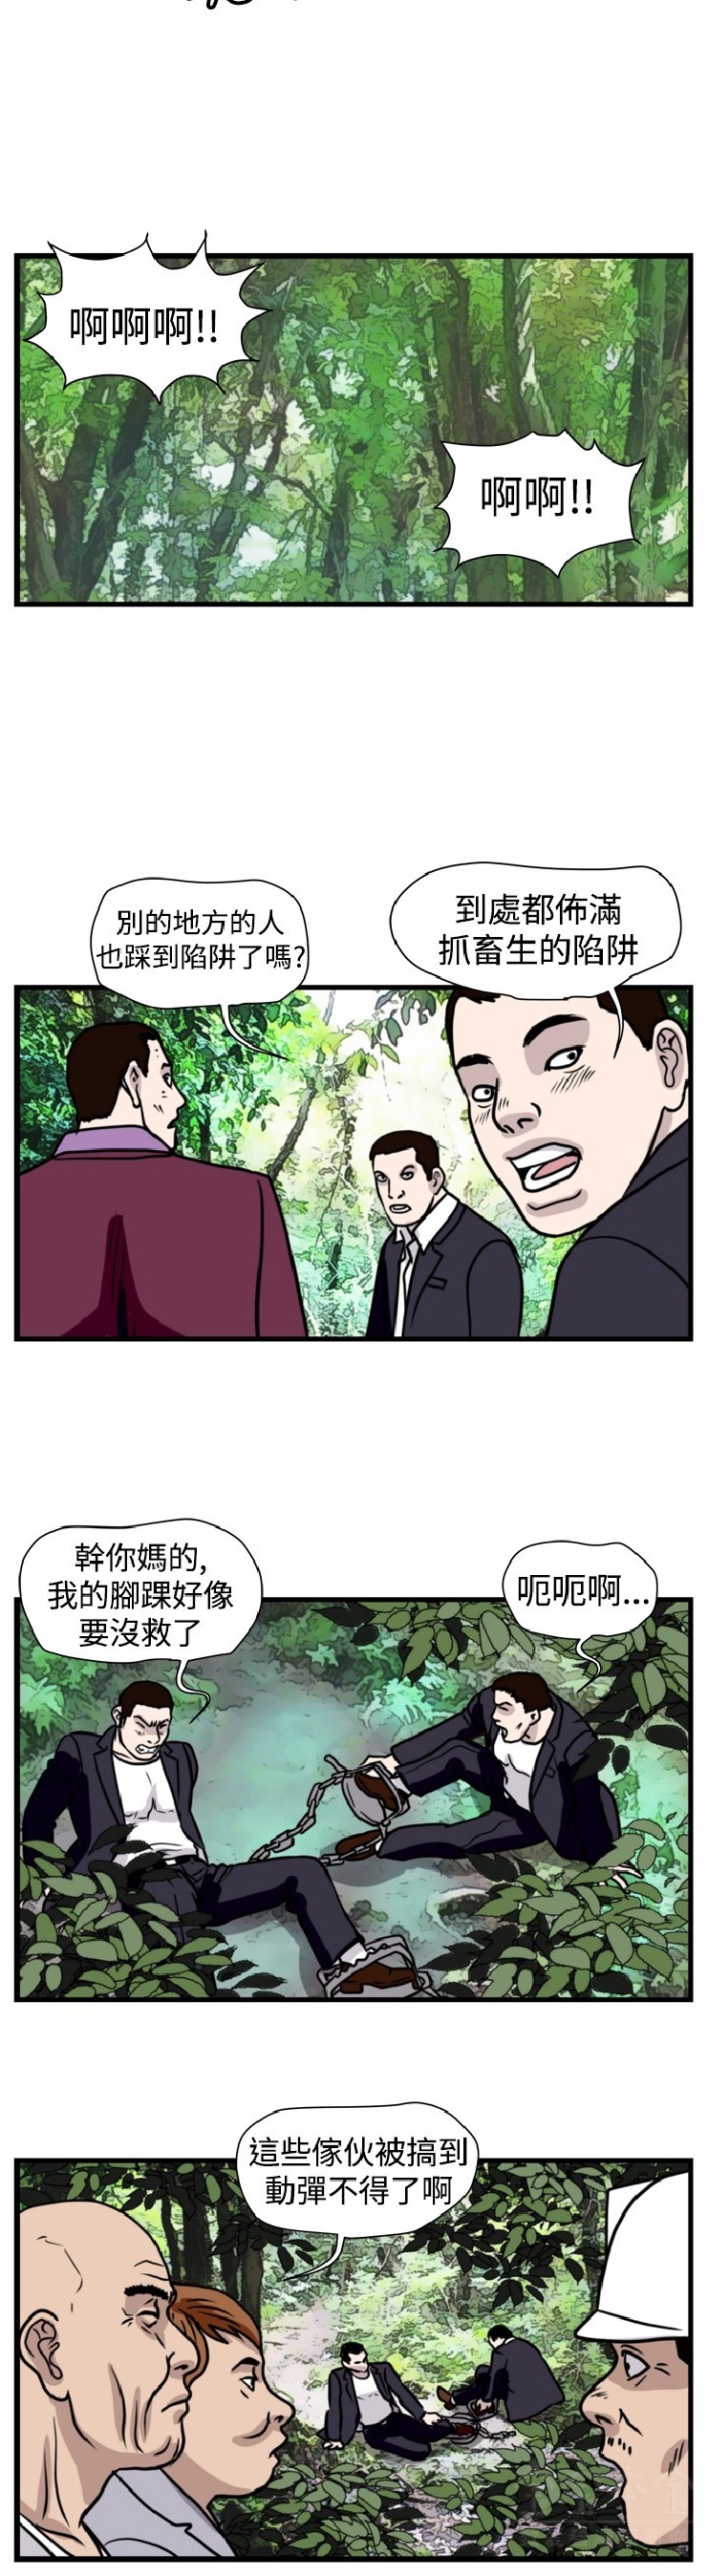 啊啊啊!!
啊啊!!
別的地方的人
也踩到陷阱了嗎?
到處都佈滿
抓畜生的陷阱
幹你媽的,
我的腳踝好像
要沒救了
呃呃啊...
這些傢伙被搞到
動彈不得了啊